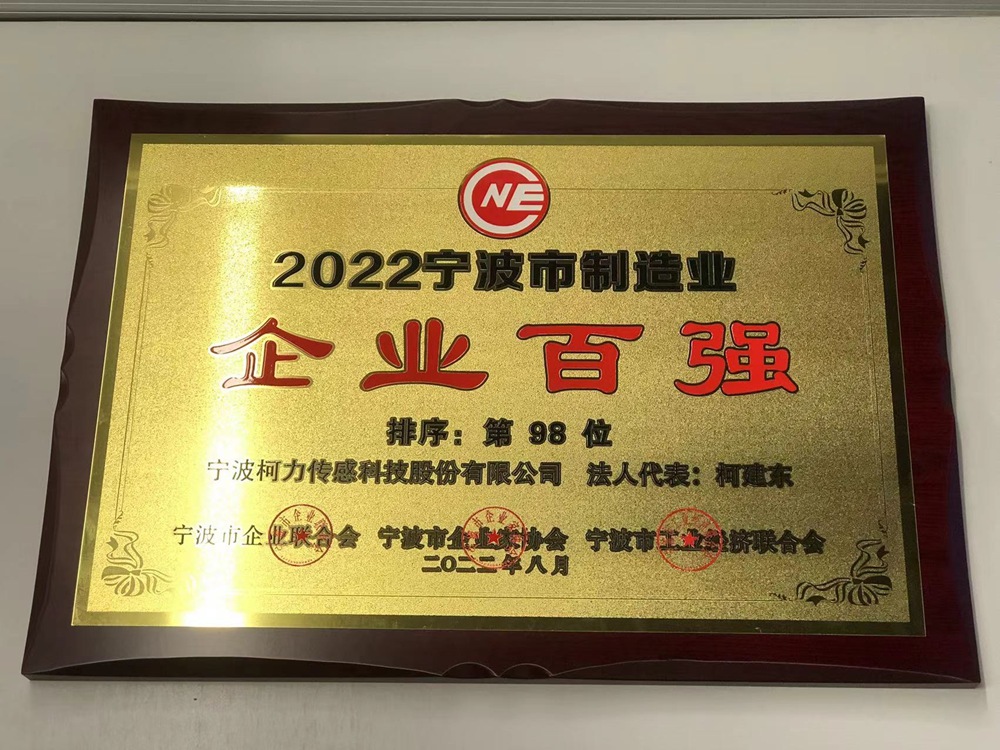 CNE
2022宁波市制造业
企业百强
排序：第 98 位
宁波柯力传感科技股份有限公司 法人代表：柯建东
宁波市企业联合会 宁波市企业家协会 宁波市工业经济联合会
二〇二二年八月